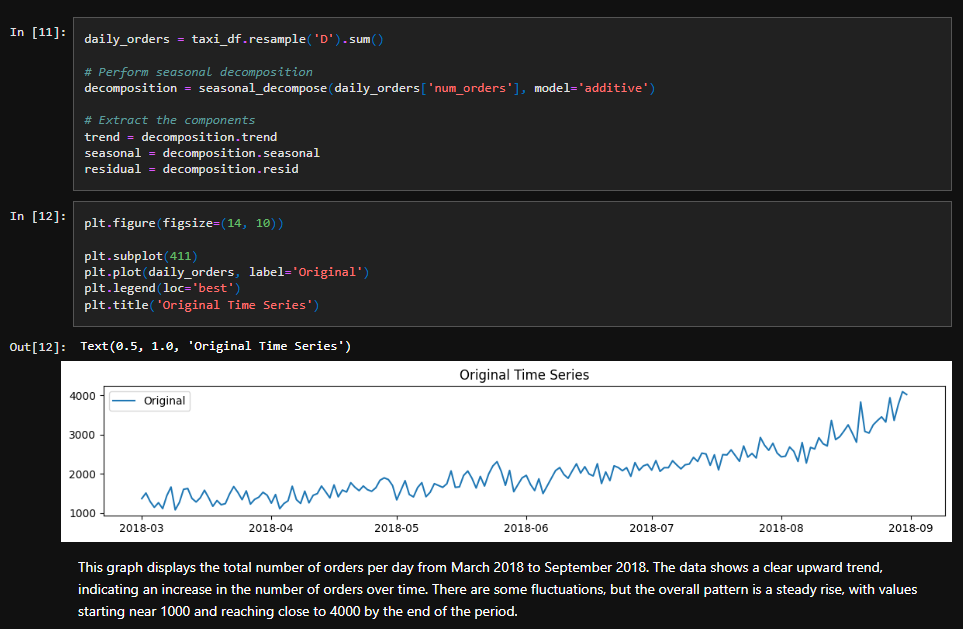 In [11]:
daily_orders = taxi_df.resample('D').sum()
# Perform seasonal decomposition
decomposition = seasonal_decompose(daily_orders['num_orders'], model='additive')
# Extract the components
trend = decomposition.trend
seasonal = decomposition.seasonal
residual = decomposition.resid
In [12]:
plt.figure(figsize=(14, 10))
plt.subplot(411)
plt.plot(daily_orders, label='Original')
plt.legend(loc='best')
plt.title('Original Time Series')
Out[12]: Text(0.5, 1.0, 'Original Time Series')
Original Time Series
Original
4000
3000
2000
1000
2018-03 2018-04 2018-05 2018-06 2018-07 2018-08 2018-09
This graph displays the total number of orders per day from March 2018 to September 2018. The data shows a clear upward trend,
indicating an increase in the number of orders over time. There are some fluctuations, but the overall pattern is a steady rise, with values
starting near 1000 and reaching close to 4000 by the end of the period.